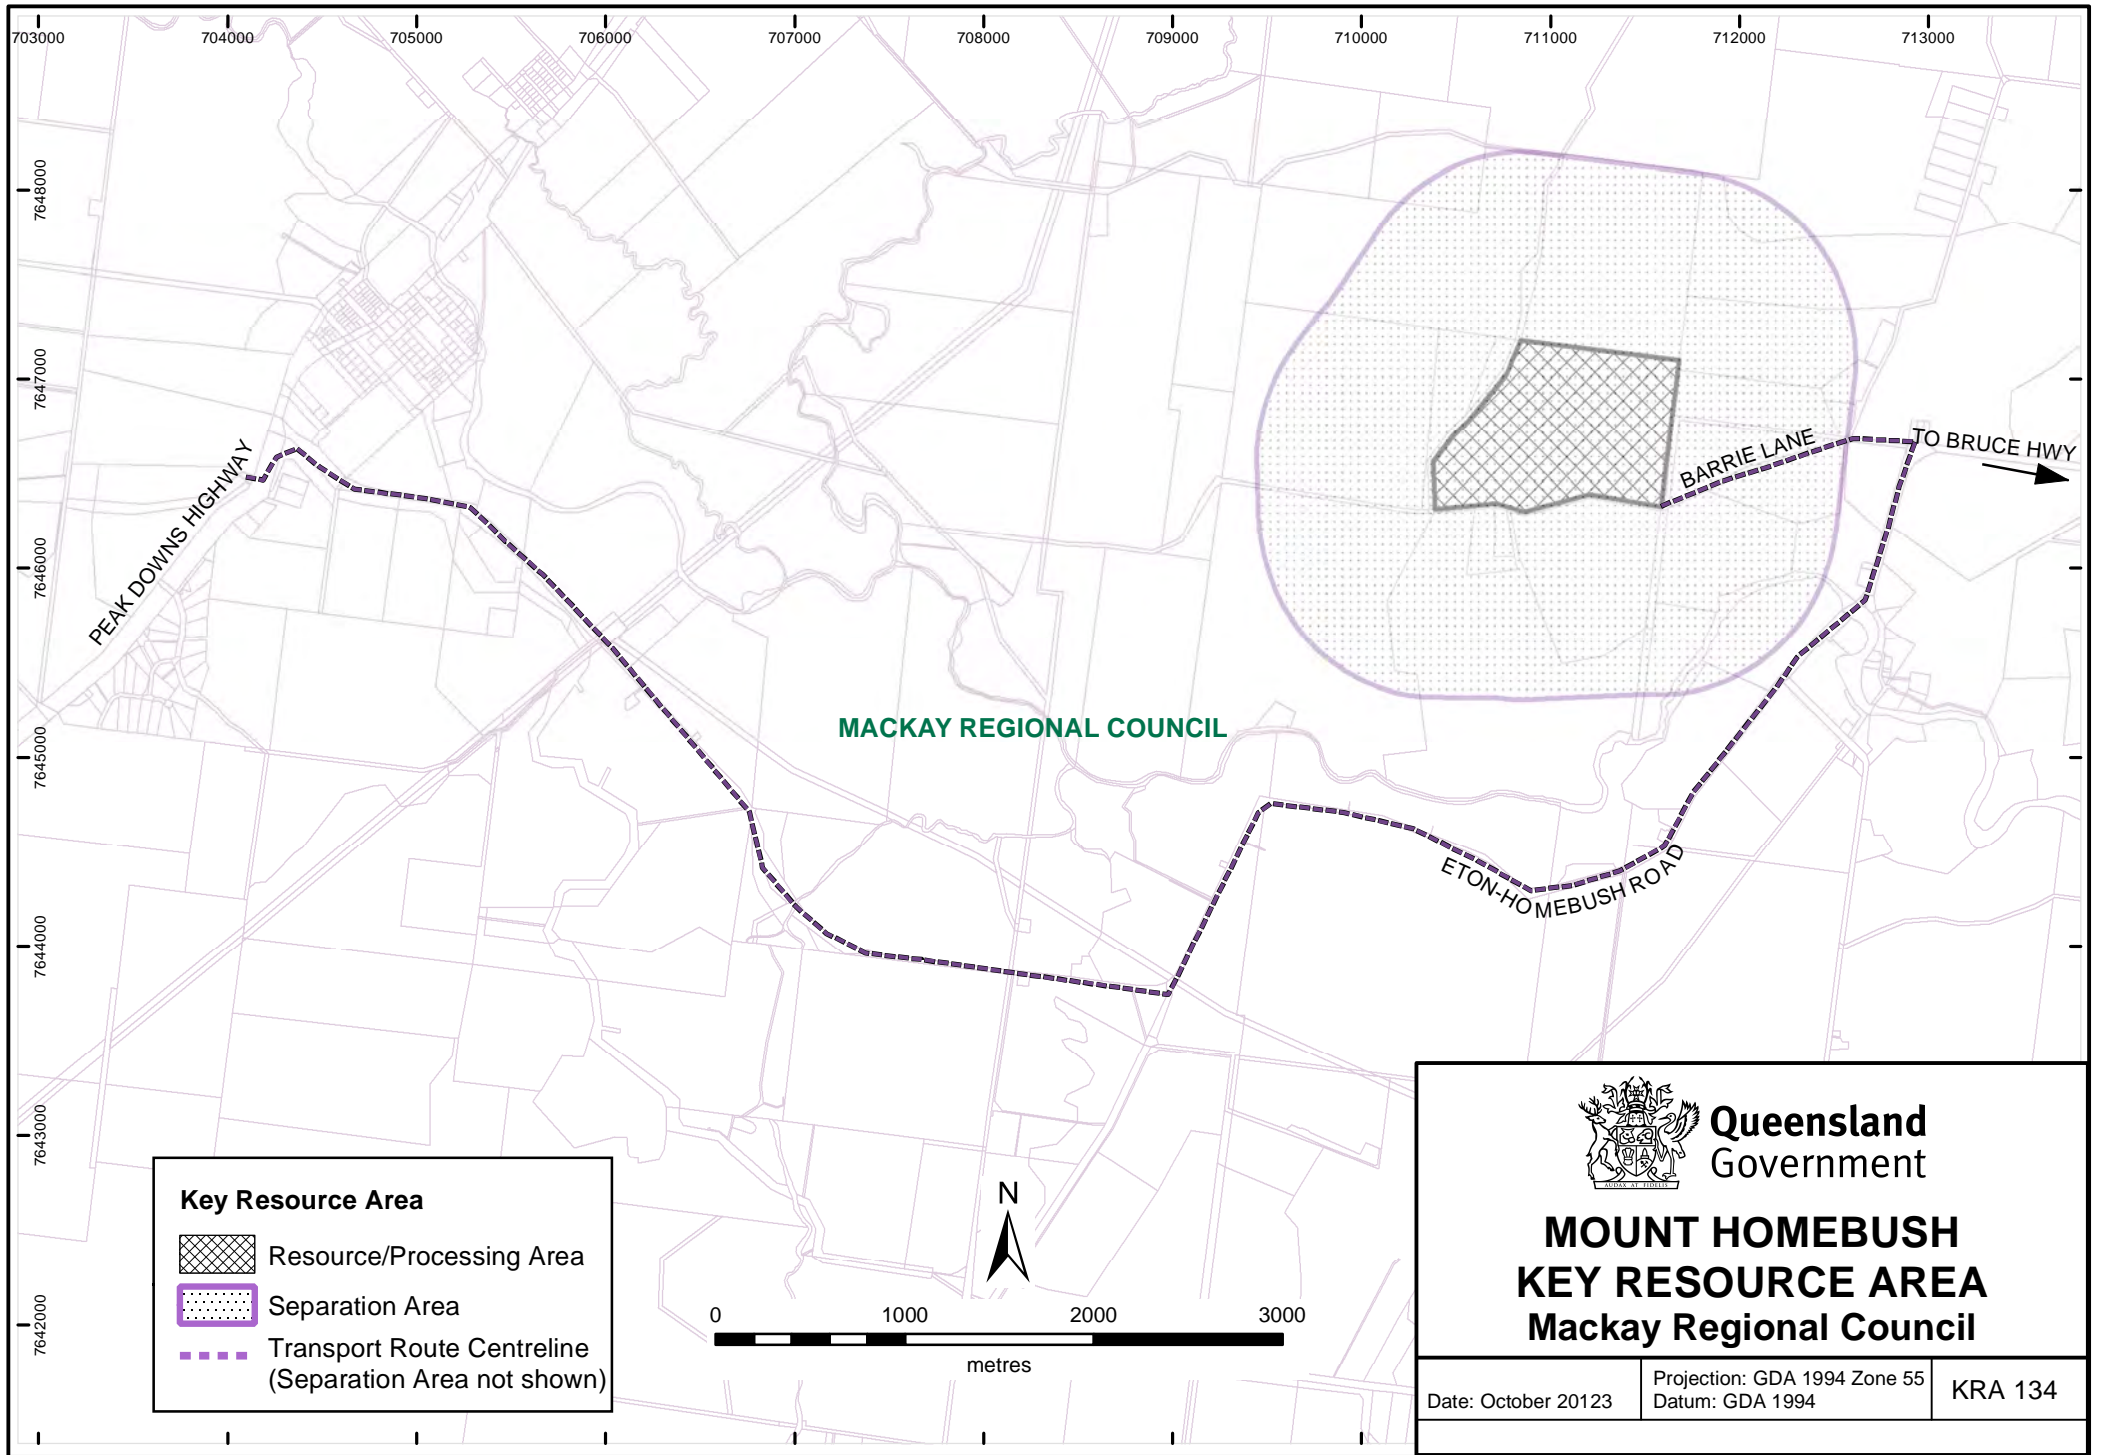 703000
704000
705000
706000
707000
708000
709000
710000
711000
712000
713000
7648000
7647000
7646000
7645000
7644000
7643000
7642000
PEAK DOWNS HIGHWAY
BARRIE LANE
TO BRUCE HWY
MACKAY REGIONAL COUNCIL
ETON-HOMEBUSH ROAD
Key Resource Area
Resource/Processing Area
Separation Area
Transport Route Centreline
(Separation Area not shown)
N
0 1000 2000 3000
metres
AUDAX AT FIDELIS
Queensland
Government
MOUNT HOMEBUSH
KEY RESOURCE AREA
Mackay Regional Council
Date: October 20123
Projection: GDA 1994 Zone 55
Datum: GDA 1994
KRA 134